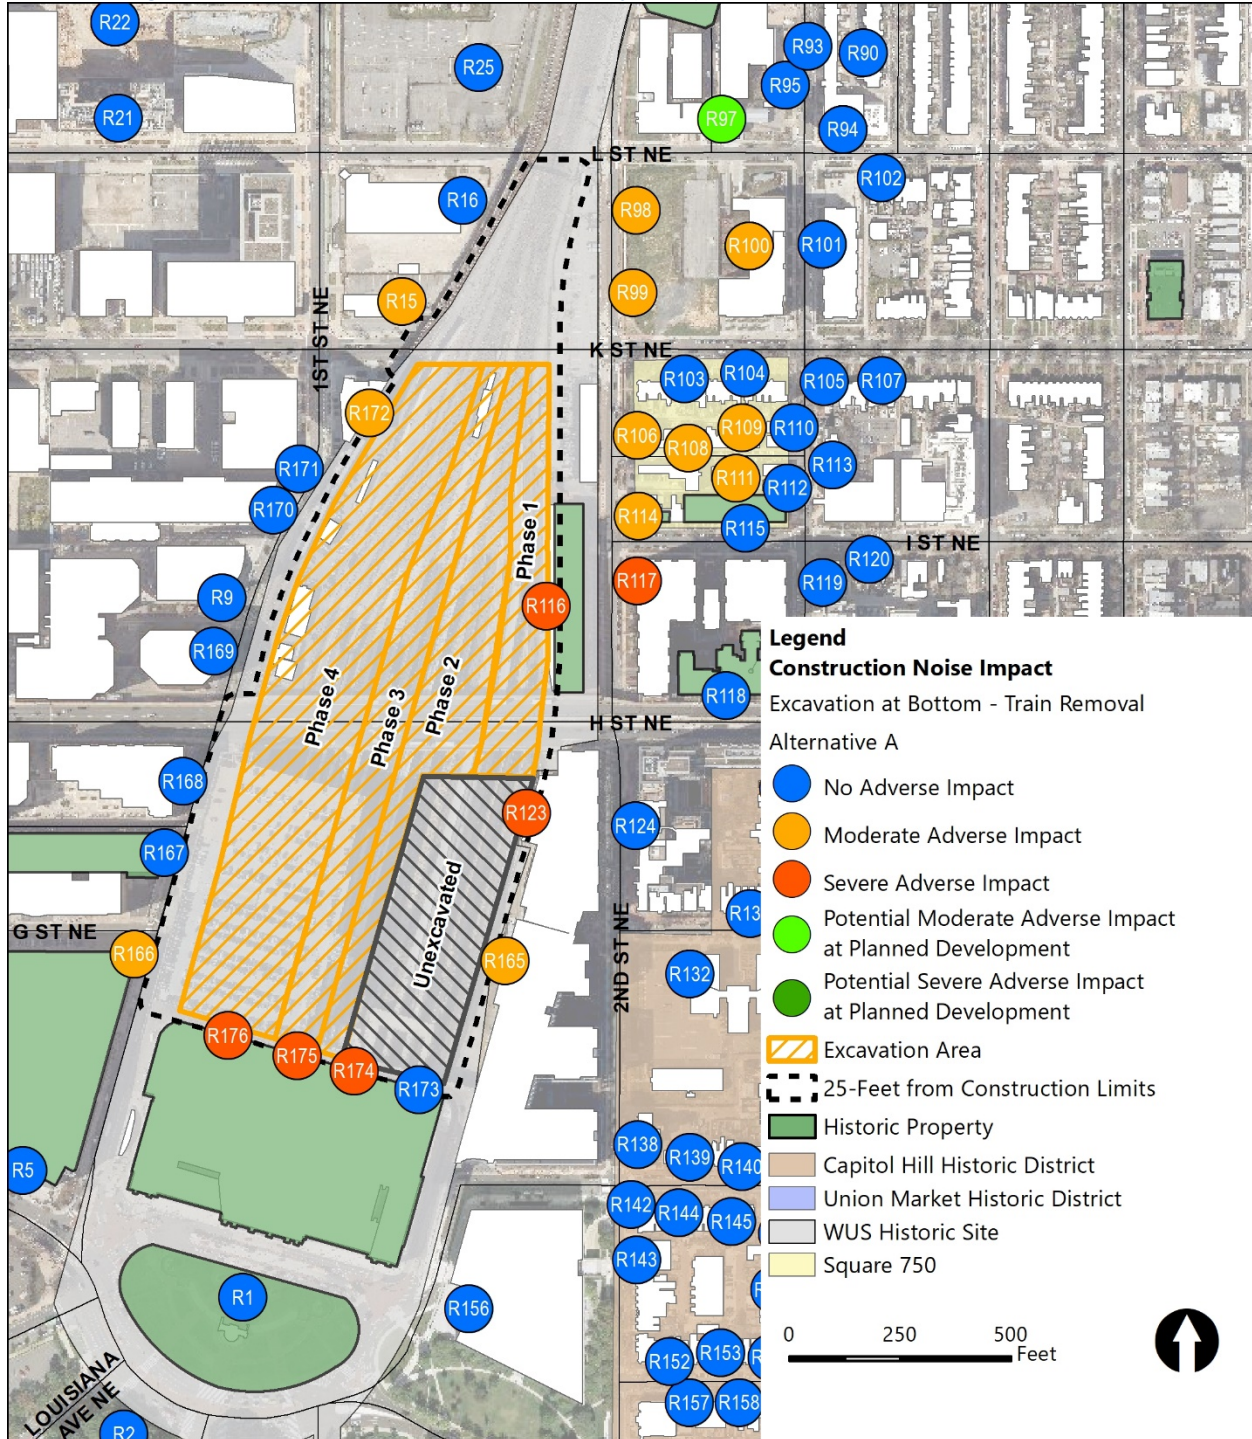 R22
R25
R93
R90
R95
R21
R97
R94
L ST NE
R16
R102
R98
R100
R101
R15
R99
1ST ST NE
K ST NE
R103
R104
R105
R107
R172
R106
R108
R109
R110
R171
R111
R113
R112
R170
R114
R115
Phase 1
I ST NE
R120
R117
R119
R9
R116
R169
Phase 4
Phase 3
Phase 2
R118
H ST NE
R168
R123
R124
R167
R13
Unexcavated
G ST NE
R166
R165
2ND ST NE
R132
R176
R175
R174
R173
R138
R139
R140
R5
R142
R144
R145
R143
R1
R156
R152
R153
R157
R158
LOUISIANA
AVE NE
R2
Legend
Construction Noise Impact
Excavation at Bottom - Train Removal
Alternative A
No Adverse Impact
Moderate Adverse Impact
Severe Adverse Impact
Potential Moderate Adverse Impact
at Planned Development
Potential Severe Adverse Impact
at Planned Development
Excavation Area
25-Feet from Construction Limits
Historic Property
Capitol Hill Historic District
Union Market Historic District
WUS Historic Site
Square 750
0 250 500
Feet